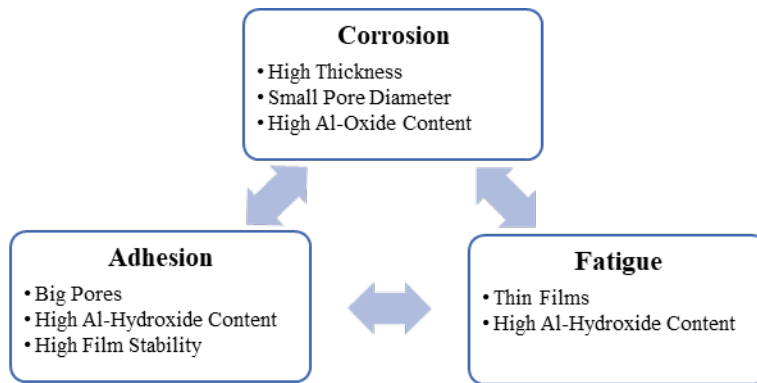 Corrosion
• High Thickness
• Small Pore Diameter
• High Al-Oxide Content
Adhesion
• Big Pores
• High Al-Hydroxide Content
• High Film Stability
Fatigue
• Thin Films
• High Al-Hydroxide Content